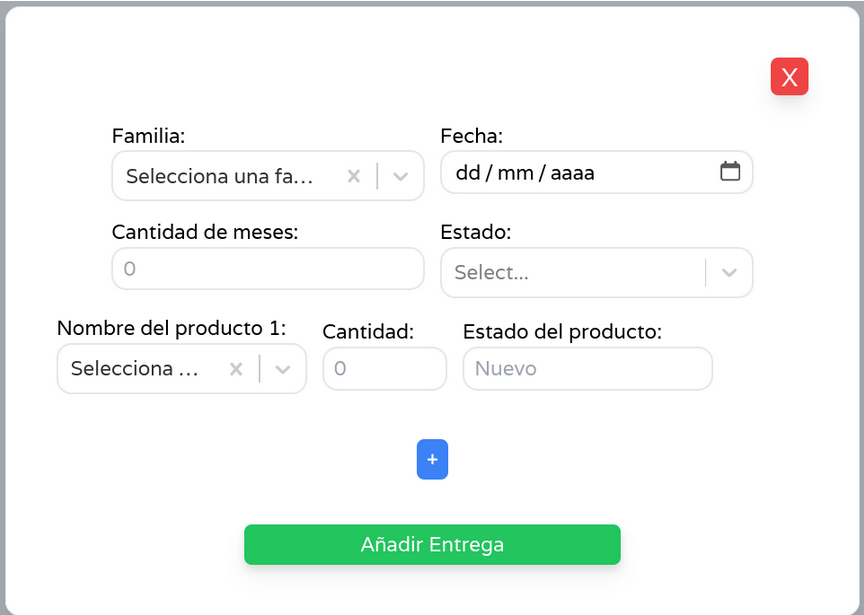 X
Familia: Fecha:
Selecciona una fa... dd / mm / aaaa
Cantidad de meses: Estado:
0 Select...
Nombre del producto 1: Cantidad: Estado del producto:
Selecciona ... 0 Nuevo
+
Añadir Entrega